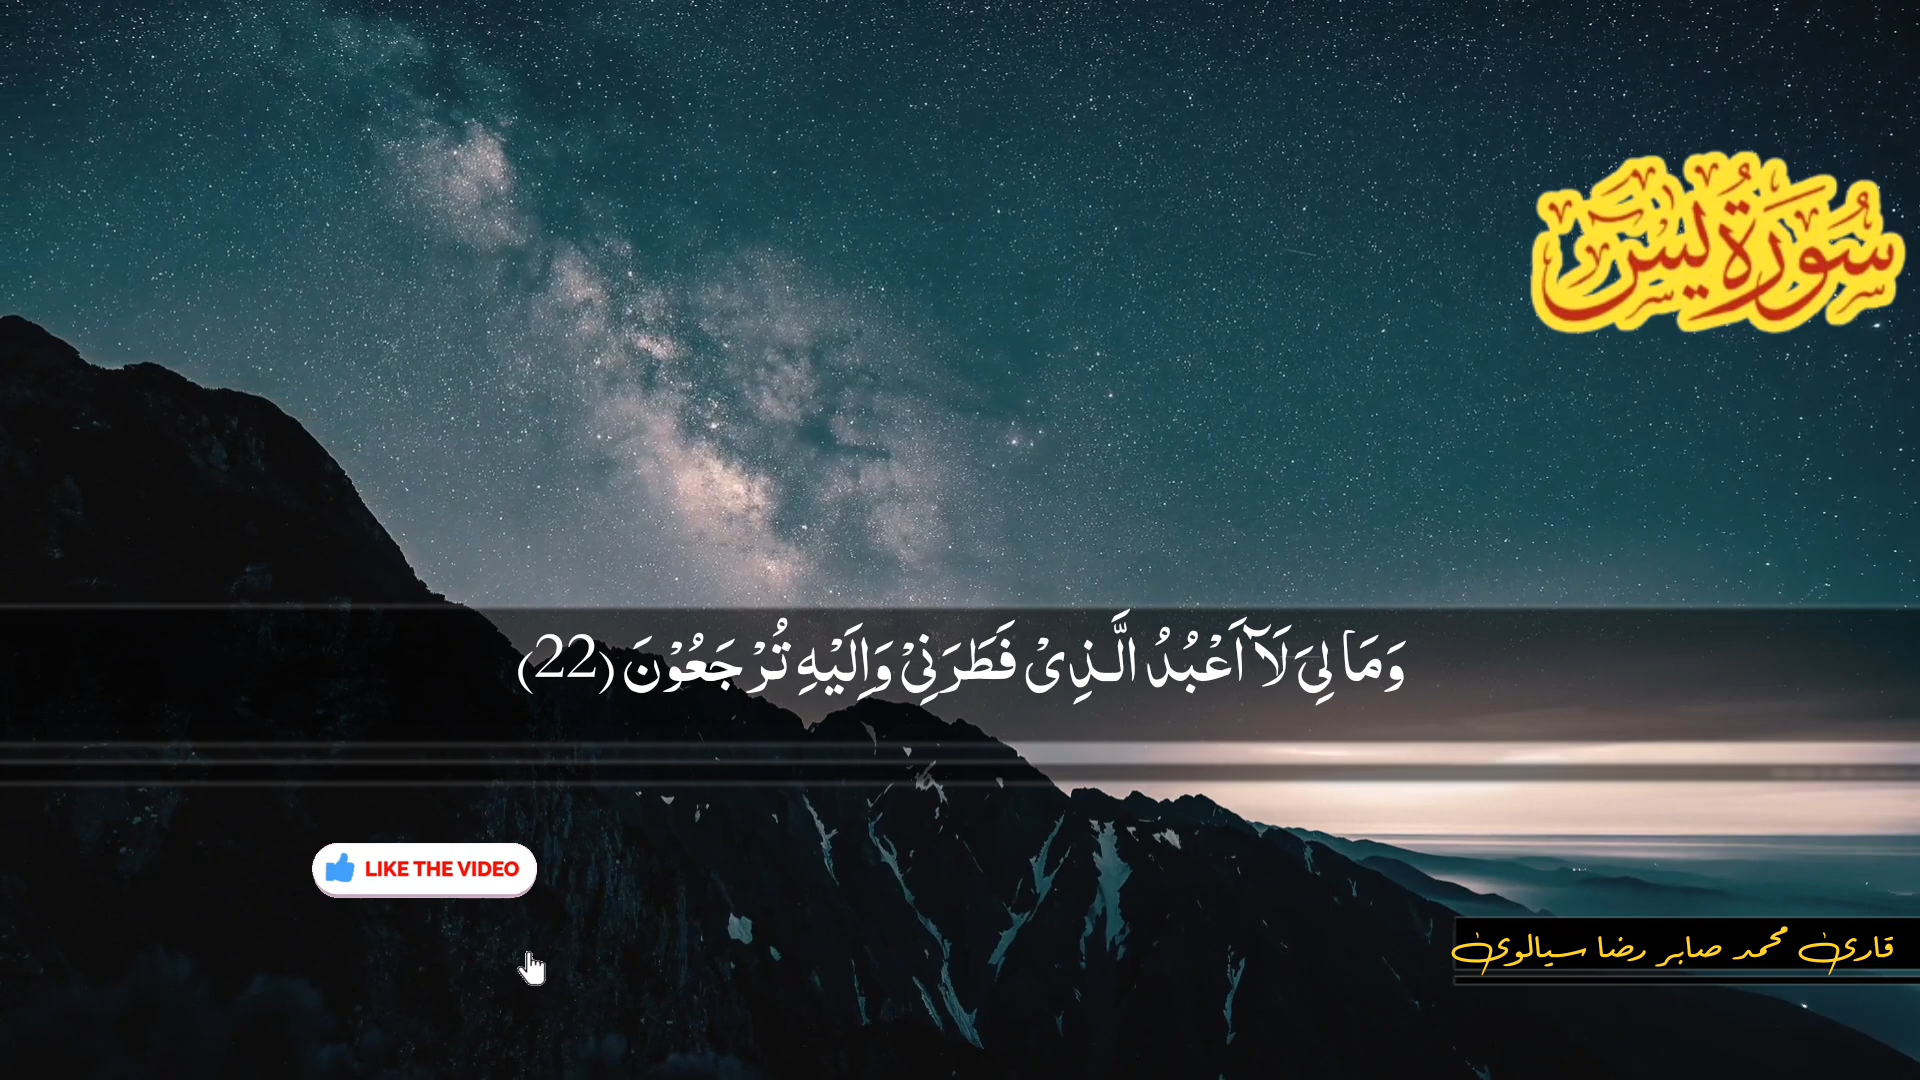 سُورَةُ يٰسٓ
وَمَا لِيَ لَآ اَعْبُدُ الَّذِیْ فَطَرَنِیْ وَاِلَيْهِ تُرْجَعُوْنَ (22)
LIKE THE VIDEO
قاری محمد صابر رضا سیالوی